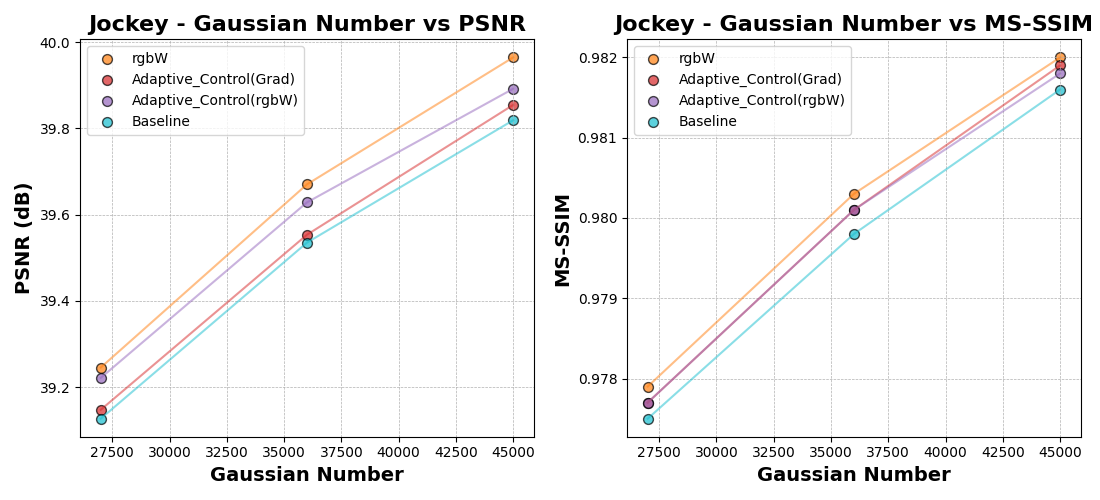 Jockey - Gaussian Number vs PSNR
PSNR (dB)
40.0
39.8
39.6
39.4
39.2
rgbW
Adaptive_Control(Grad)
Adaptive_Control(rgbW)
Baseline
27500 30000 32500 35000 37500 40000 42500 45000
Gaussian Number
Jockey - Gaussian Number vs MS-SSIM
MS-SSIM
0.982
0.981
0.980
0.979
0.978
rgbW
Adaptive_Control(Grad)
Adaptive_Control(rgbW)
Baseline
27500 30000 32500 35000 37500 40000 42500 45000
Gaussian Number